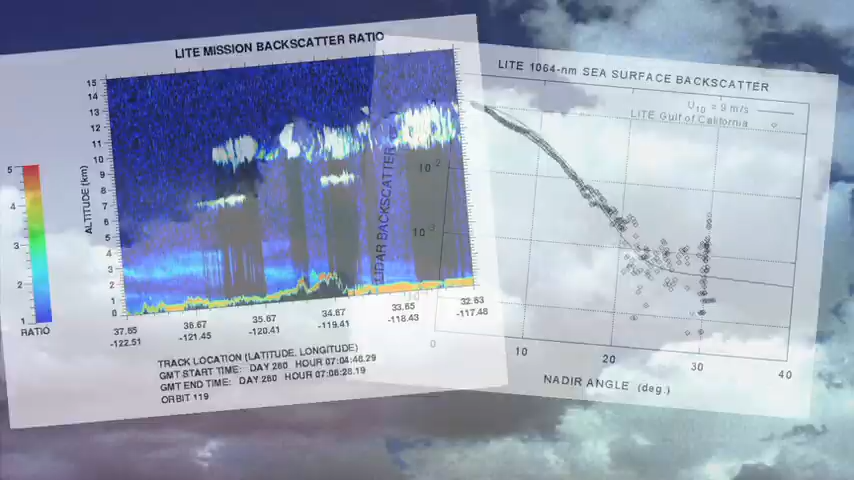 LITE MISSION BACKSCATTER RATIO
15
14
13
12
11
10
9
8
7
6
5
4
3
2
1
0
ALTITUDE (km)
5
4
3
2
1
RATIO
37.65 36.67 35.67 34.87 33.65 32.63
-122.51 -121.45 -120.41 -119.41 -118.43 -117.48
TRACK LOCATION (LATITUDE, LONGITUDE)
GMT START TIME: DAY 260 HOUR 07:04:48.29
GMT END TIME: DAY 260 HOUR 07:06:28.19
ORBIT 119
LITE 1064-nm SEA SURFACE BACKSCATTER
U10 = 9 m/s
LITE Gulf of California
LIDAR BACKSCATTER
10-2
0 10 20 30 40
NADIR ANGLE (deg.)